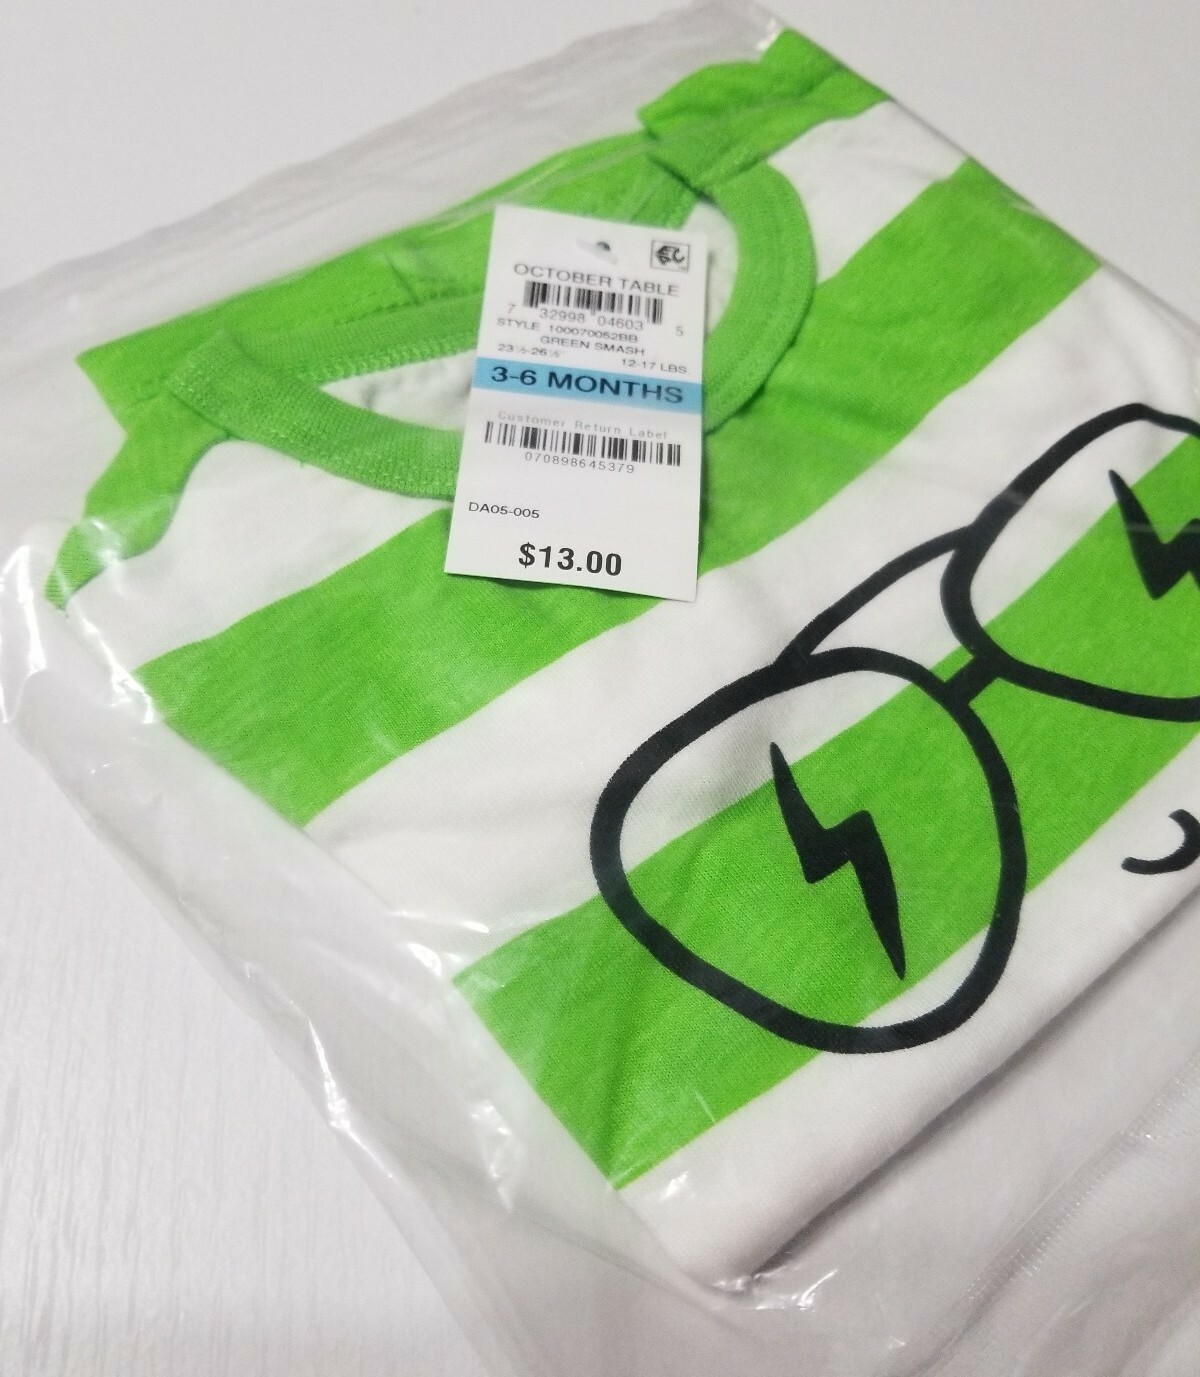 OCTOBER TABLE
7 32998 04603 5
STYLE 100070052BB
GREEN SMASH
23½-26½" 12-17 LBS.
3-6 MONTHS
Customer Return Label
070898645379
DA05-005
$13.00